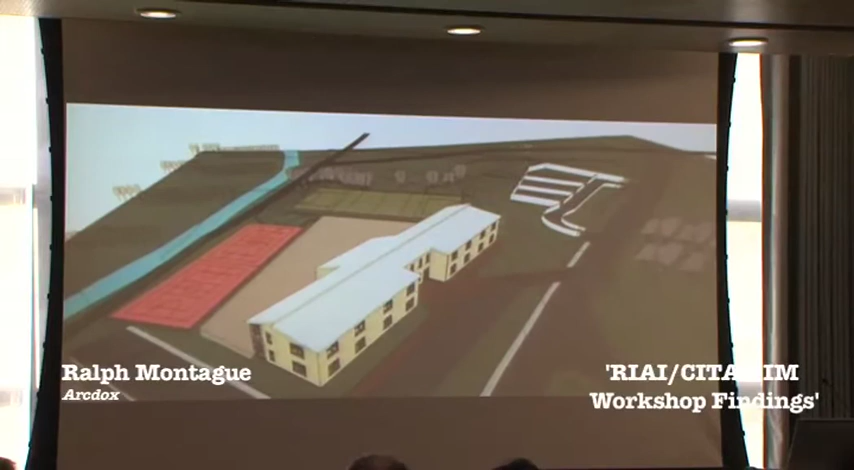 Ralph Montague
Arcdox
'RIAI/CITA BIM
Workshop Findings'